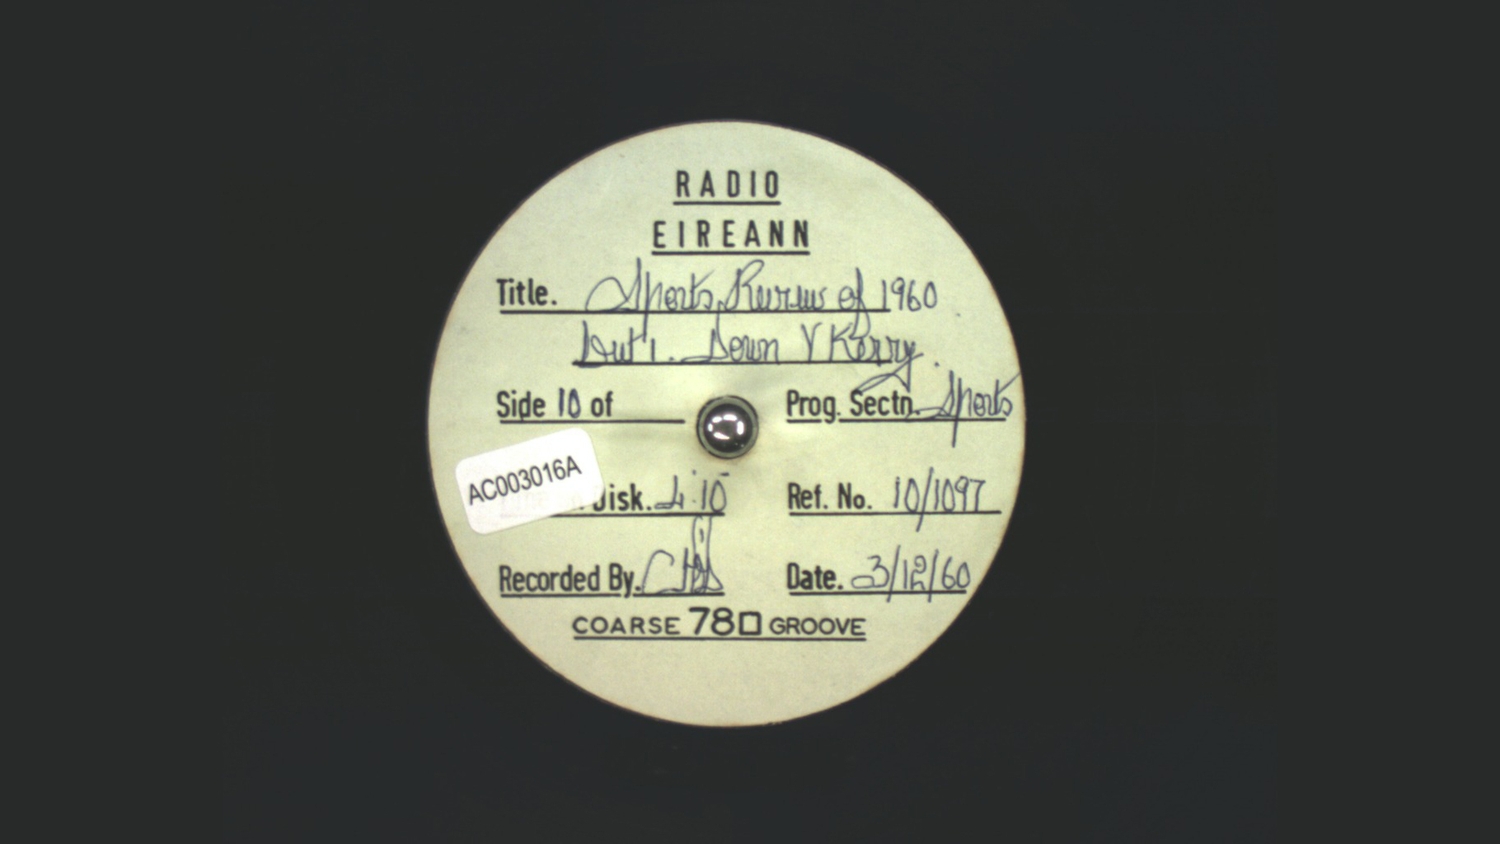 RADIO
EIREANN
Title. Sports Review of 1960
Down V Kerry.
Side 10 of
Prog. Sectn. Sports
AC003016A
Disk. 4.10
Ref. No. 10/1097
Recorded By.
Date. 3/12/60
COARSE 78 GROOVE